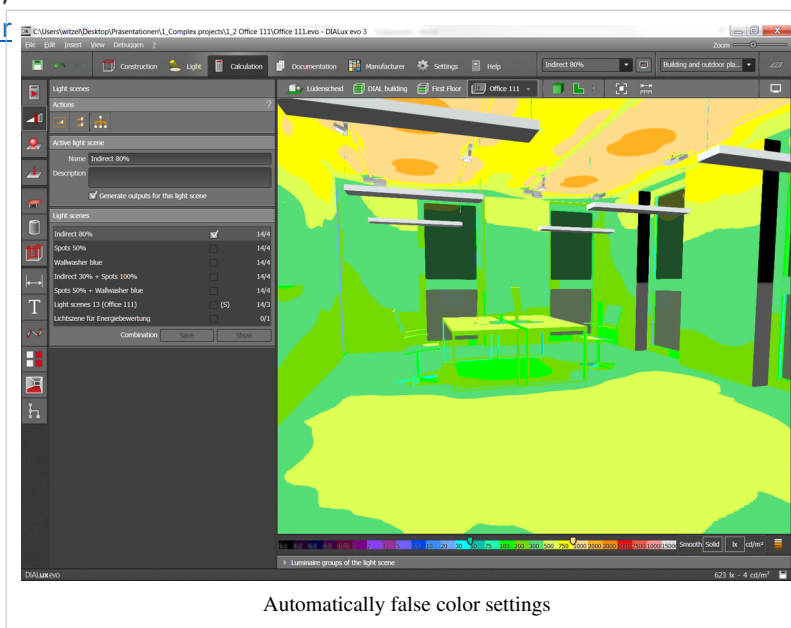 r
C:\Users\witzel\Desktop\Präsentationen\1_Complex projects\1_2 Office 111\Office 111.evo - DIALux evo 3
File Edit Insert View Debuggen ?
Zoom
Construction Light Calculation Documentation Manufacturer Settings Help Indirect 80% Building and outdoor pla...
Light scenes
Lüdenscheid DIAL building First Floor Office 111
Actions ?
Active light scene
Name Indirect 80%
Description
Generate outputs for this light scene
Light scenes
Indirect 80% 14/4
Spots 50% 14/4
Wallwasher blue 14/4
Indirect 30% + Spots 100% 14/4
Spots 50% + Wallwasher blue 14/4
Light scenes 13 (Office 111) (S) 14/3
Lichtszene für Energiebewertung 0/1
Combination Save Show
T
10 20 30 75 100 200 300 500 750 1000 2000 3000 Smooth Solid lx cd/m²
Luminaire groups of the light scene
DIALux evo 623 lx - 4 cd/m²
Automatically false color settings